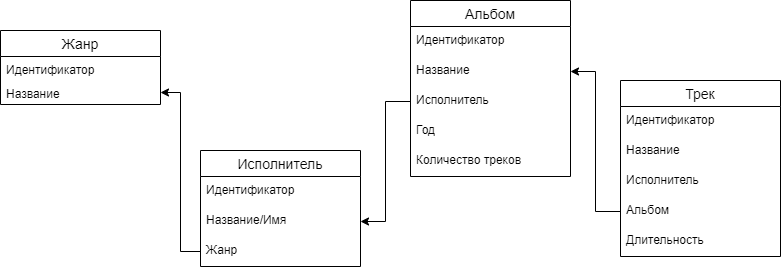 Жанр
Идентификатор
Название
Исполнитель
Идентификатор
Название/Имя
Жанр
Альбом
Идентификатор
Название
Исполнитель
Год
Количество треков
Трек
Идентификатор
Название
Исполнитель
Альбом
Длительность